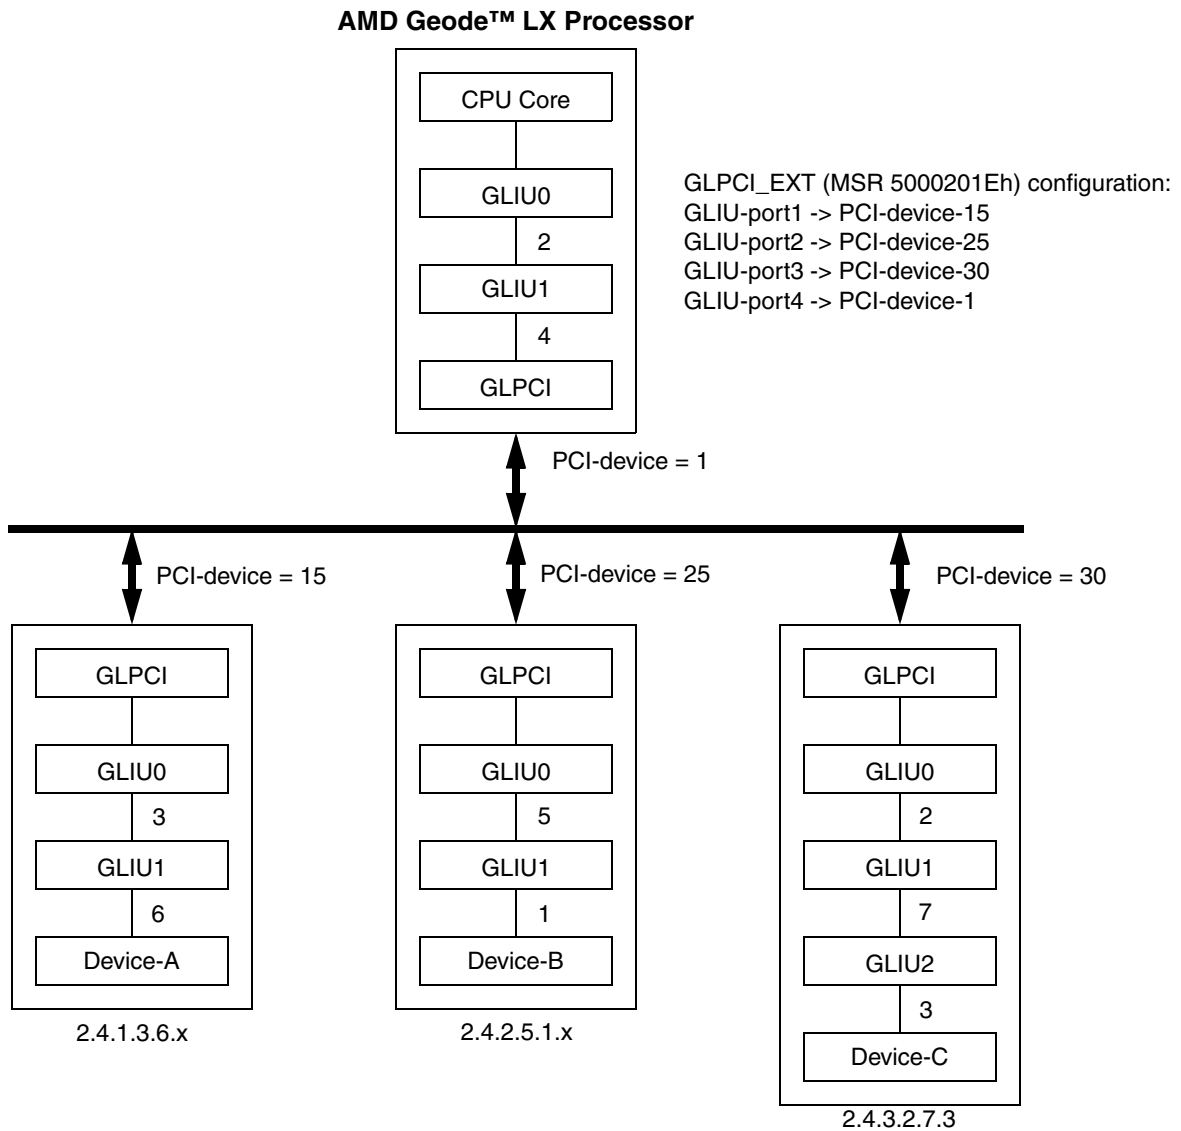 AMD Geode™ LX Processor
CPU Core
GLIU0
2
GLIU1
4
GLPCI
GLPCI_EXT (MSR 5000201Eh) configuration:
GLIU-port1 -> PCI-device-15
GLIU-port2 -> PCI-device-25
GLIU-port3 -> PCI-device-30
GLIU-port4 -> PCI-device-1
PCI-device = 1
PCI-device = 15
GLPCI
GLIU0
3
GLIU1
6
Device-A
2.4.1.3.6.x
PCI-device = 25
GLPCI
GLIU0
5
GLIU1
1
Device-B
2.4.2.5.1.x
PCI-device = 30
GLPCI
GLIU0
2
GLIU1
7
GLIU2
3
Device-C
2.4.3.2.7.3